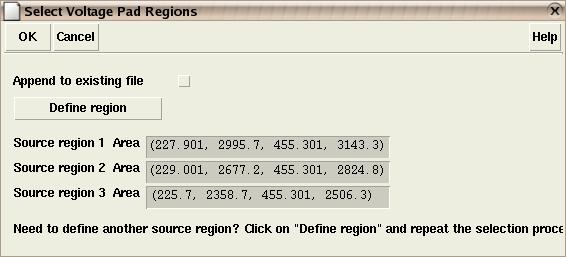 Select Voltage Pad Regions
OK Cancel Help
Append to existing file
Define region
Source region 1 Area (227.901, 2995.7, 455.301, 3143.3)
Source region 2 Area (229.001, 2677.2, 455.301, 2824.8)
Source region 3 Area (225.7, 2358.7, 455.301, 2506.3)
Need to define another source region? Click on "Define region" and repeat the selection proce